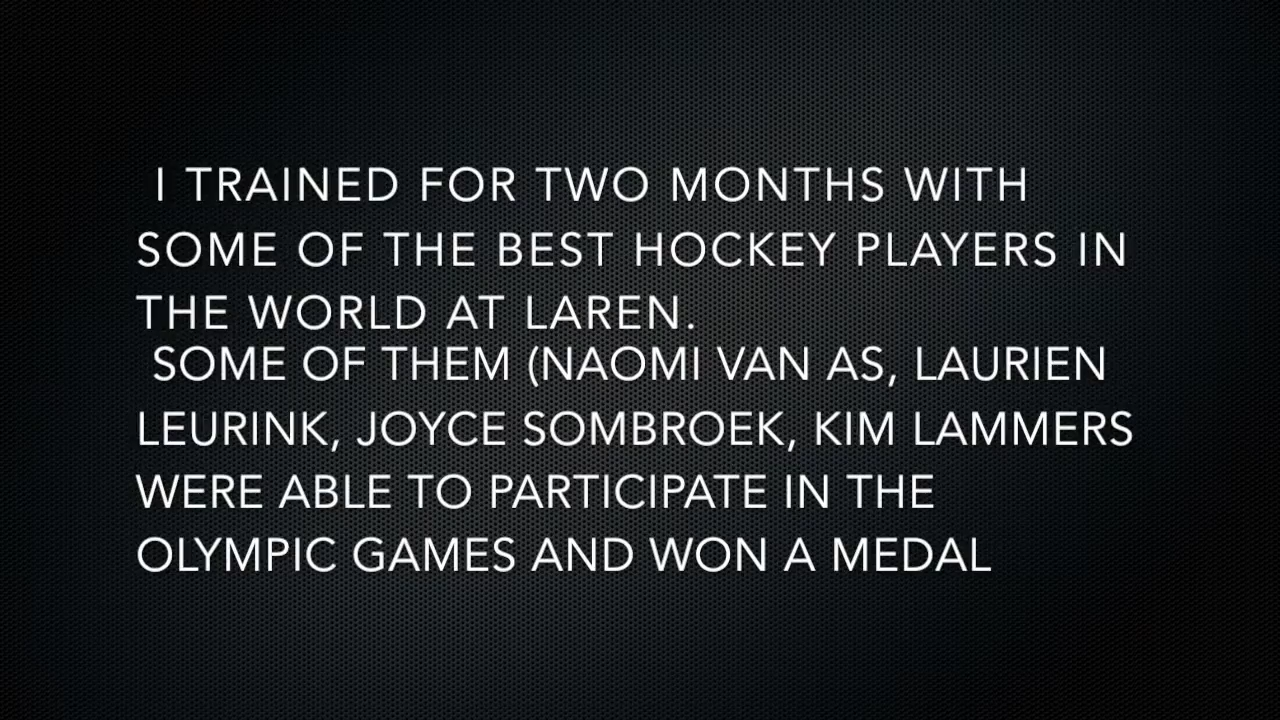 I TRAINED FOR TWO MONTHS WITH
SOME OF THE BEST HOCKEY PLAYERS IN
THE WORLD AT LAREN.
SOME OF THEM (NAOMI VAN AS, LAURIEN
LEURINK, JOYCE SOMBROEK, KIM LAMMERS
WERE ABLE TO PARTICIPATE IN THE
OLYMPIC GAMES AND WON A MEDAL